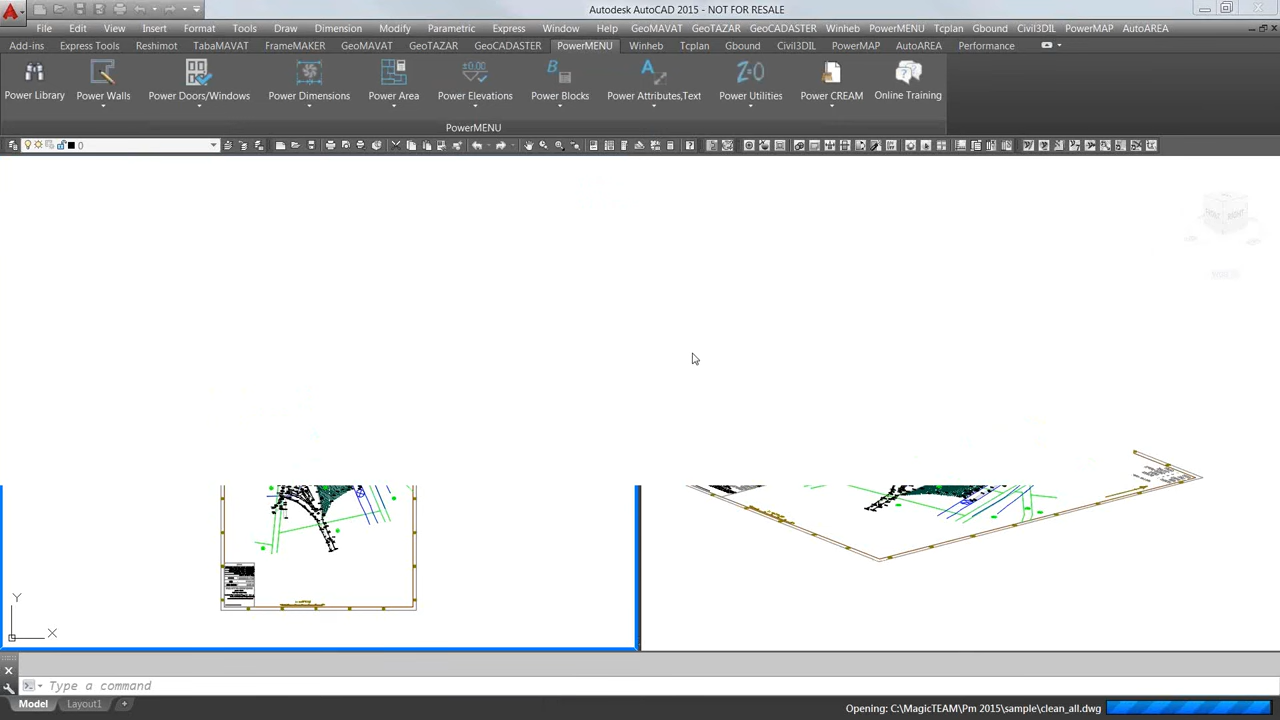 Autodesk AutoCAD 2015 - NOT FOR RESALE
File Edit View Insert Format Tools Draw Dimension Modify Parametric Express Window Help GeoMAVAT GeoTAZAR GeoCADASTER Winheb PowerMENU Tcplan Gbound Civil3DIL PowerMAP AutoAREA
Add-ins Express Tools Reshimot TabaMAVAT FrameMAKER GeoMAVAT GeoTAZAR GeoCADASTER PowerMENU Winheb Tcplan Gbound Civil3DIL PowerMAP AutoAREA Performance
Power Library Power Walls Power Doors/Windows Power Dimensions Power Area Power Elevations Power Blocks Power Attributes,Text Power Utilities Power CREAM Online Training
PowerMENU
0
Y
X
Type a command
Model Layout1 +
Opening: C:\MagicTEAM\Pm 2015\sample\clean_all.dwg